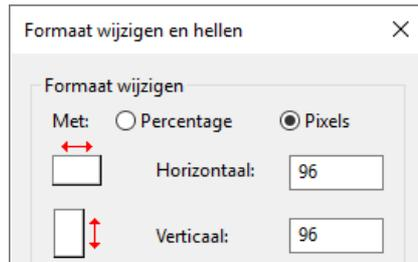 Formaat wijzigen en hellen
Formaat wijzigen
Met: Percentage Pixels
Horizontaal: 96
Verticaal: 96